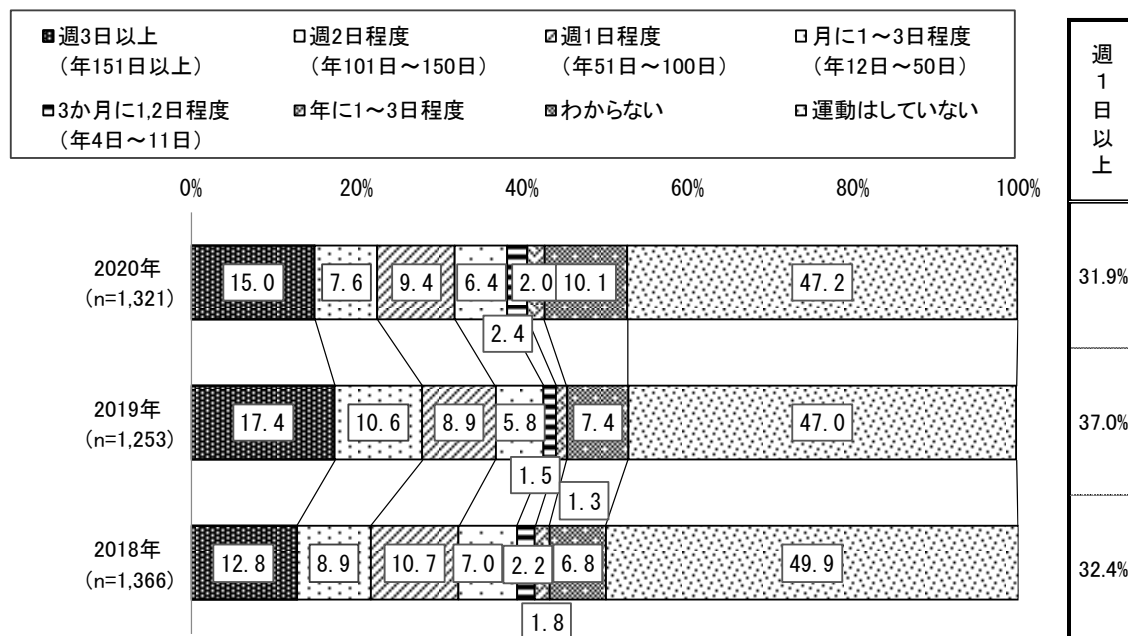 週3日以上
（年151日以上）
週2日程度
（年101日～150日）
週1日程度
（年51日～100日）
月に1～3日程度
（年12日～50日）
3か月に1,2日程度
（年4日～11日）
年に1～3日程度
わからない
運動はしていない
週1日以上
0% 20% 40% 60% 80% 100%
2020年
（n=1,321）
15.0 7.6 9.4 6.4 2.0 10.1 47.2
2.4
31.9%
2019年
（n=1,253）
17.4 10.6 8.9 5.8 7.4 47.0
1.5
1.3
37.0%
2018年
（n=1,366）
12.8 8.9 10.7 7.0 2.2 6.8 49.9
1.8
32.4%